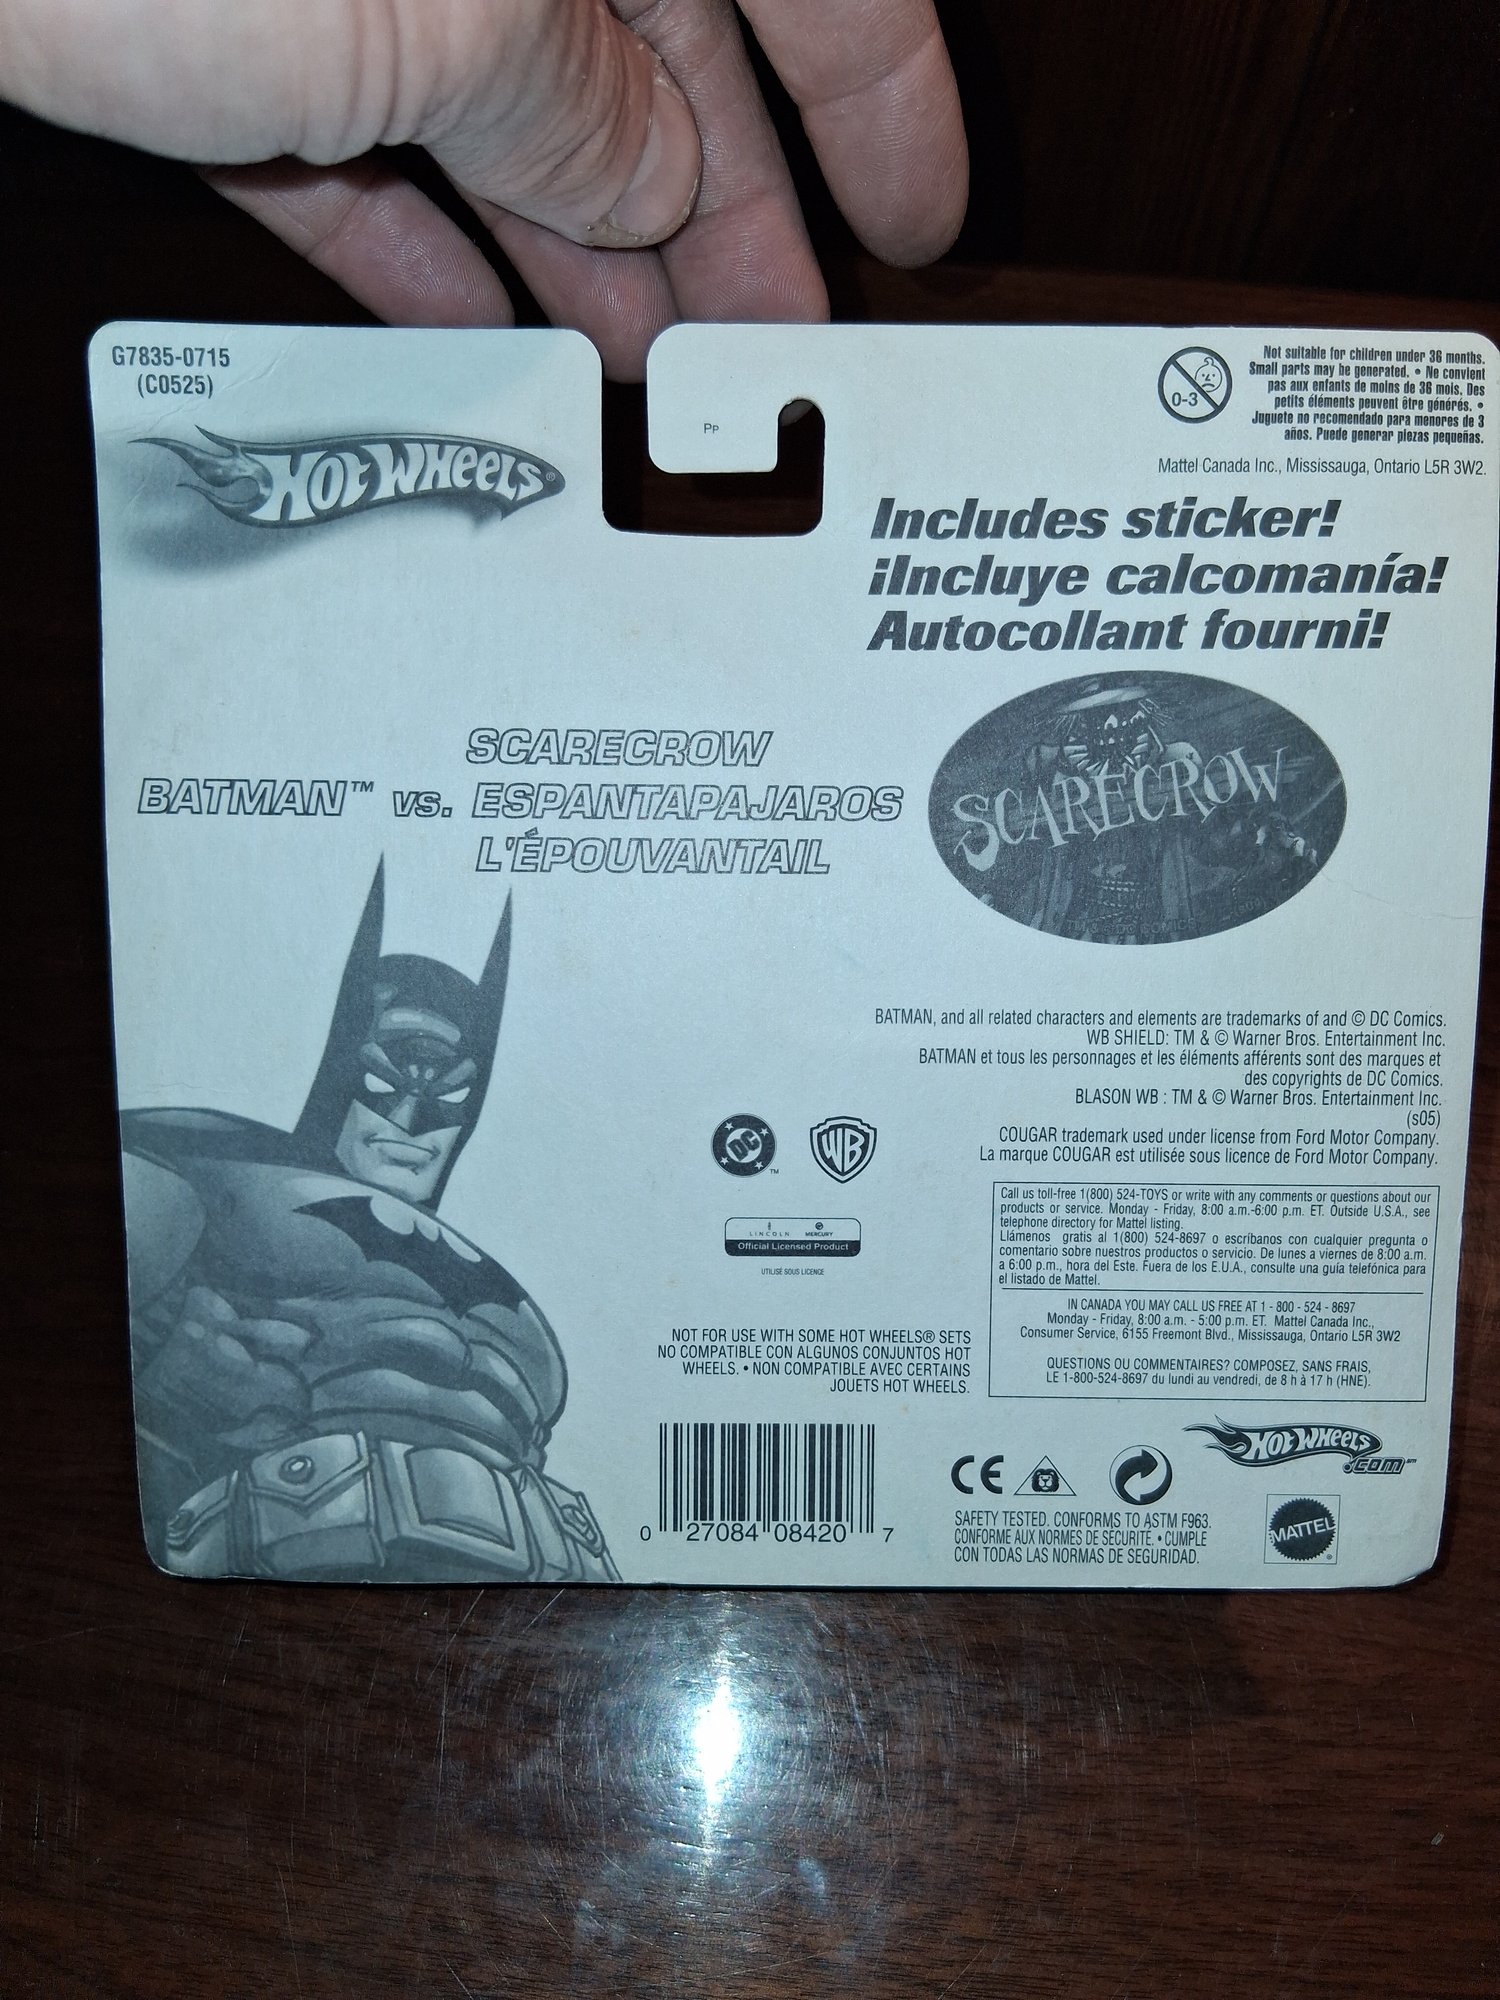 G7835-0715
(C0525)
HOT WHEELS®
Pp
0-3
Not suitable for children under 36 months.
Small parts may be generated. • Ne convient
pas aux enfants de moins de 36 mois. Des
petits éléments peuvent être générés. •
Juguete no recomendado para menores de 3
años. Puede generar piezas pequeñas.
Mattel Canada Inc., Mississauga, Ontario L5R 3W2.
Includes sticker!
¡Incluye calcomanía!
Autocollant fourni!
SCARECROW
BATMAN™ vs. ESPANTAPAJAROS
L'ÉPOUVANTAIL
SCARECROW
TM & © DC COMICS (s05)
BATMAN, and all related characters and elements are trademarks of and © DC Comics.
WB SHIELD: TM & © Warner Bros. Entertainment Inc.
BATMAN et tous les personnages et les éléments afférents sont des marques et
des copyrights de DC Comics.
BLASON WB : TM & © Warner Bros. Entertainment Inc.
(s05)
COUGAR trademark used under license from Ford Motor Company.
La marque COUGAR est utilisée sous licence de Ford Motor Company.
DC™
WB
LINCOLN MERCURY
Official Licensed Product
UTILISÉ SOUS LICENCE
Call us toll-free 1(800) 524-TOYS or write with any comments or questions about our
products or service. Monday - Friday, 8:00 a.m.-6:00 p.m. ET. Outside U.S.A., see
telephone directory for Mattel listing.
Llámenos gratis al 1(800) 524-8697 o escríbanos con cualquier pregunta o
comentario sobre nuestros productos o servicio. De lunes a viernes de 8:00 a.m.
a 6:00 p.m., hora del Este. Fuera de los E.U.A., consulte una guía telefónica para
el listado de Mattel.
IN CANADA YOU MAY CALL US FREE AT 1 - 800 - 524 - 8697
Monday - Friday, 8:00 a.m. - 5:00 p.m. ET. Mattel Canada Inc.,
Consumer Service, 6155 Freemont Blvd., Mississauga, Ontario L5R 3W2
QUESTIONS OU COMMENTAIRES? COMPOSEZ, SANS FRAIS,
LE 1-800-524-8697 du lundi au vendredi, de 8 h à 17 h (HNE).
NOT FOR USE WITH SOME HOT WHEELS® SETS
NO COMPATIBLE CON ALGUNOS CONJUNTOS HOT
WHEELS. • NON COMPATIBLE AVEC CERTAINS
JOUETS HOT WHEELS.
0 27084 08420 7
CE
SAFETY TESTED. CONFORMS TO ASTM F963.
CONFORME AUX NORMES DE SÉCURITÉ. • CUMPLE
CON TODAS LAS NORMAS DE SEGURIDAD.
HOT WHEELS
.COM℠
MATTEL®